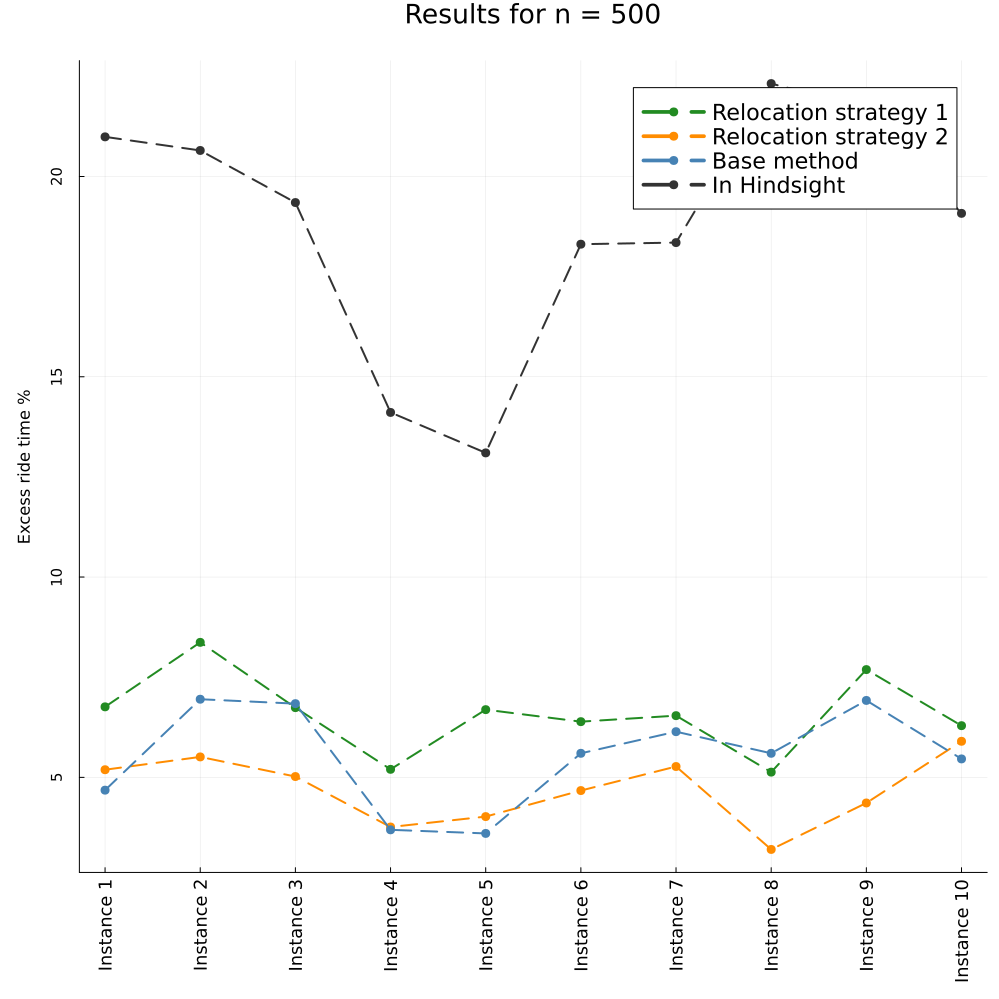 Results for n = 500
Relocation strategy 1
Relocation strategy 2
Base method
In Hindsight
Excess ride time %
20
15
10
5
Instance 1
Instance 2
Instance 3
Instance 4
Instance 5
Instance 6
Instance 7
Instance 8
Instance 9
Instance 10